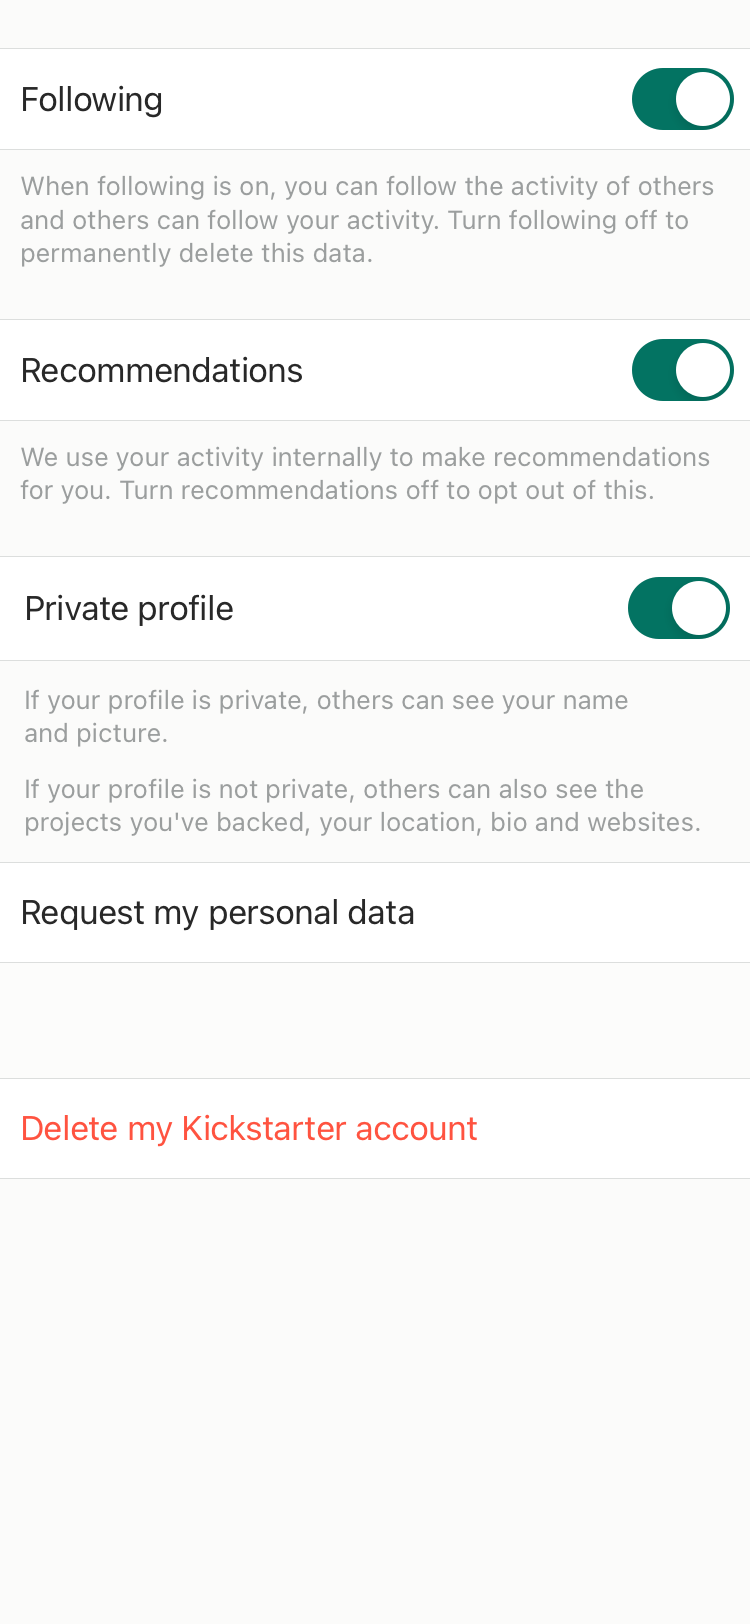 Following
When following is on, you can follow the activity of others
and others can follow your activity. Turn following off to
permanently delete this data.
Recommendations
We use your activity internally to make recommendations
for you. Turn recommendations off to opt out of this.
Private profile
If your profile is private, others can see your name
and picture.
If your profile is not private, others can also see the
projects you've backed, your location, bio and websites.
Request my personal data
Delete my Kickstarter account